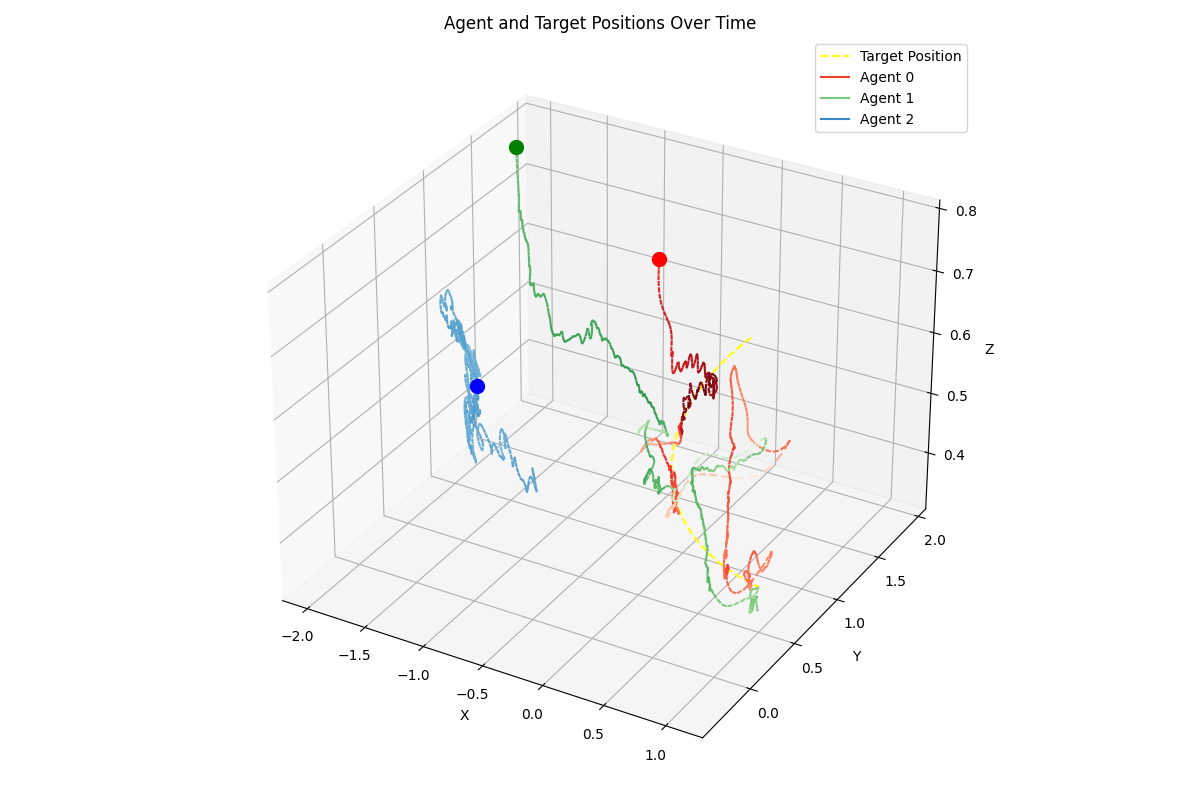 Agent and Target Positions Over Time
Target Position
Agent 0
Agent 1
Agent 2
0.8
0.7
0.6
0.5
0.4
Z
2.0
1.5
1.0
0.5
0.0
Y
−2.0
−1.5
−1.0
−0.5
0.0
0.5
1.0
X